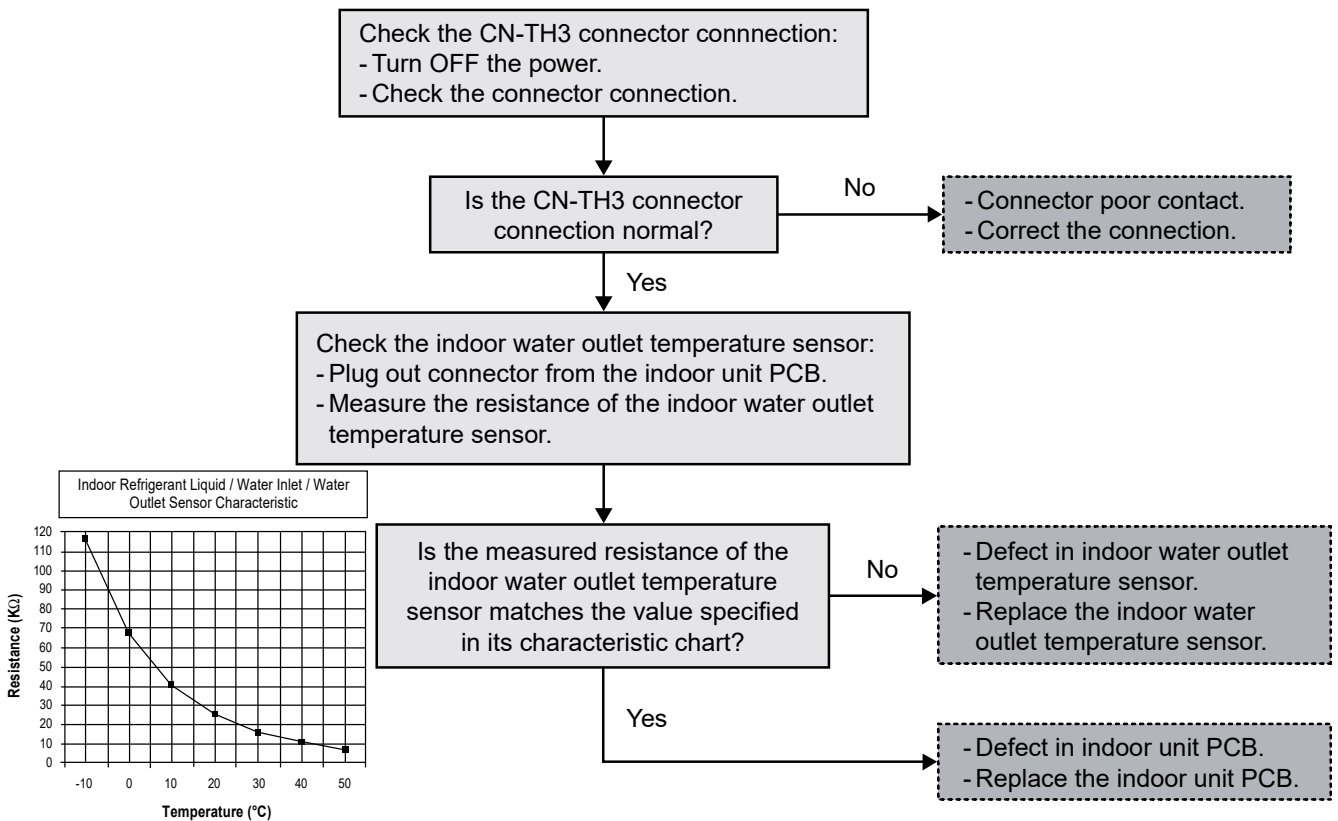 Check the CN-TH3 connector connnection:
- Turn OFF the power.
- Check the connector connection.
Is the CN-TH3 connector
connection normal?
No
- Connector poor contact.
- Correct the connection.
Yes
Check the indoor water outlet temperature sensor:
- Plug out connector from the indoor unit PCB.
- Measure the resistance of the indoor water outlet
temperature sensor.
Indoor Refrigerant Liquid / Water Inlet / Water
Outlet Sensor Characteristic
120
110
100
90
80
70
60
50
40
30
20
10
0
Resistance (KΩ)
-10 0 10 20 30 40 50
Temperature (°C)
Is the measured resistance of the
indoor water outlet temperature
sensor matches the value specified
in its characteristic chart?
No
- Defect in indoor water outlet
temperature sensor.
- Replace the indoor water
outlet temperature sensor.
Yes
- Defect in indoor unit PCB.
- Replace the indoor unit PCB.